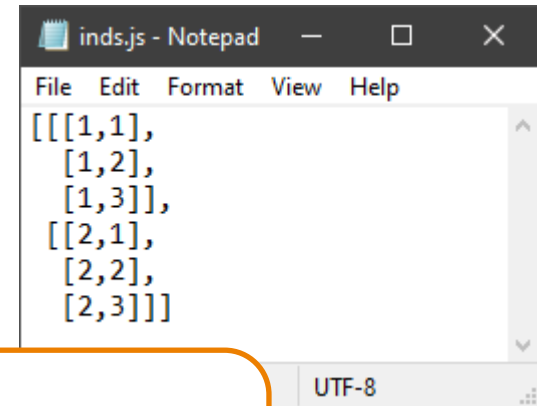 inds.js - Notepad
File Edit Format View Help
[[[1,1],
  [1,2],
  [1,3]],
 [[2,1],
  [2,2],
  [2,3]]]
UTF-8